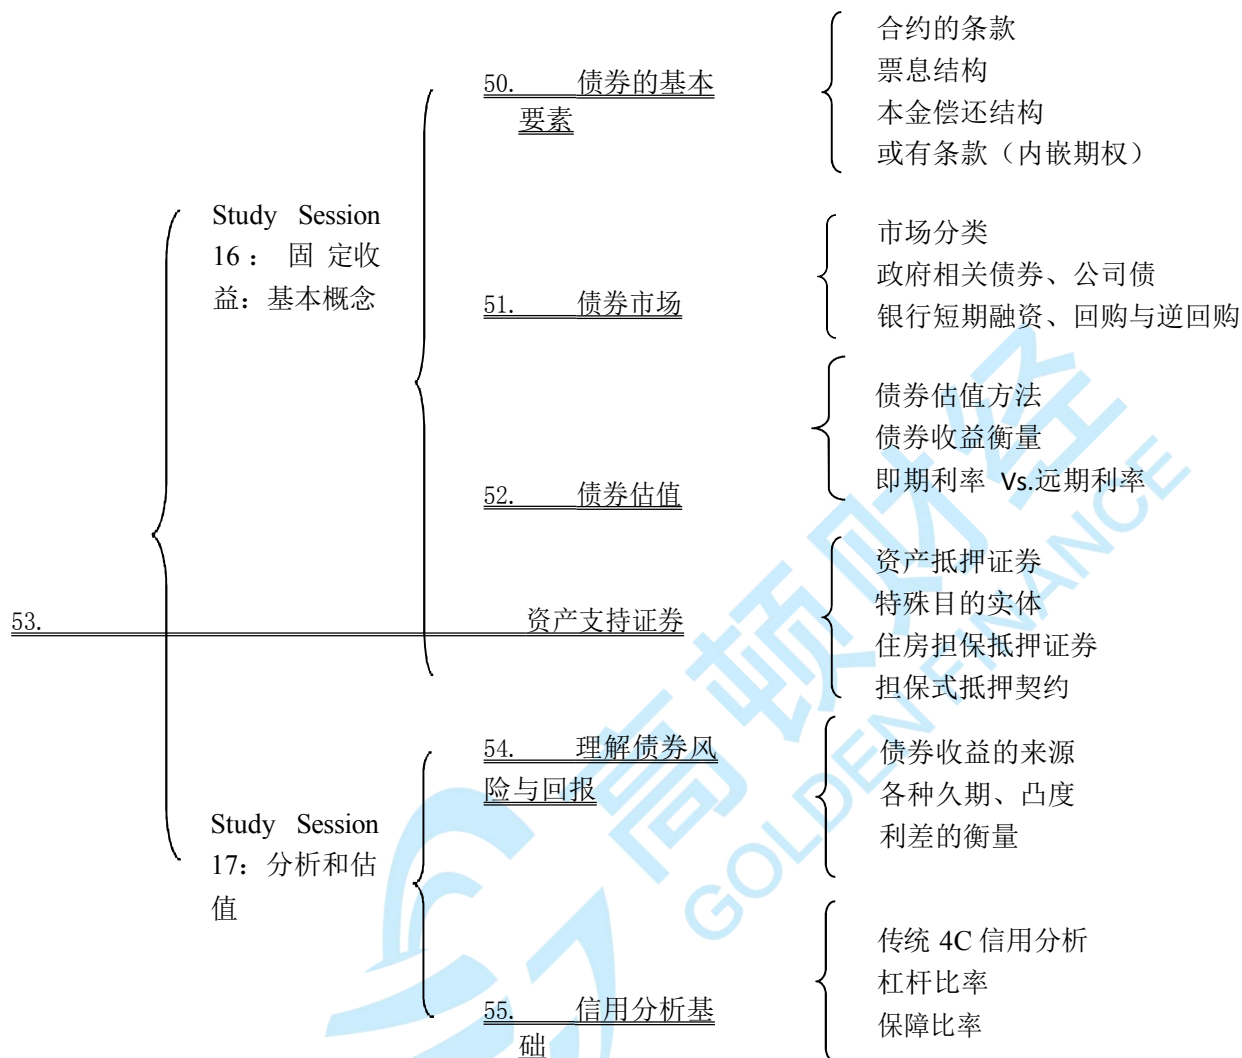 Study Session
16： 固 定收
益：基本概念
50. 债券的基本
要素
合约的条款
票息结构
本金偿还结构
或有条款（内嵌期权）
51. 债券市场
市场分类
政府相关债券、公司债
银行短期融资、回购与逆回购
52. 债券估值
债券估值方法
债券收益衡量
即期利率 Vs.远期利率
53. 资产支持证券
资产抵押证券
特殊目的实体
住房担保抵押证券
担保式抵押契约
Study Session
17：分析和估
值
54. 理解债券风
险与回报
债券收益的来源
各种久期、凸度
利差的衡量
55. 信用分析基
础
传统 4C 信用分析
杠杆比率
保障比率
高顿财经
GOLDEN FINANCE